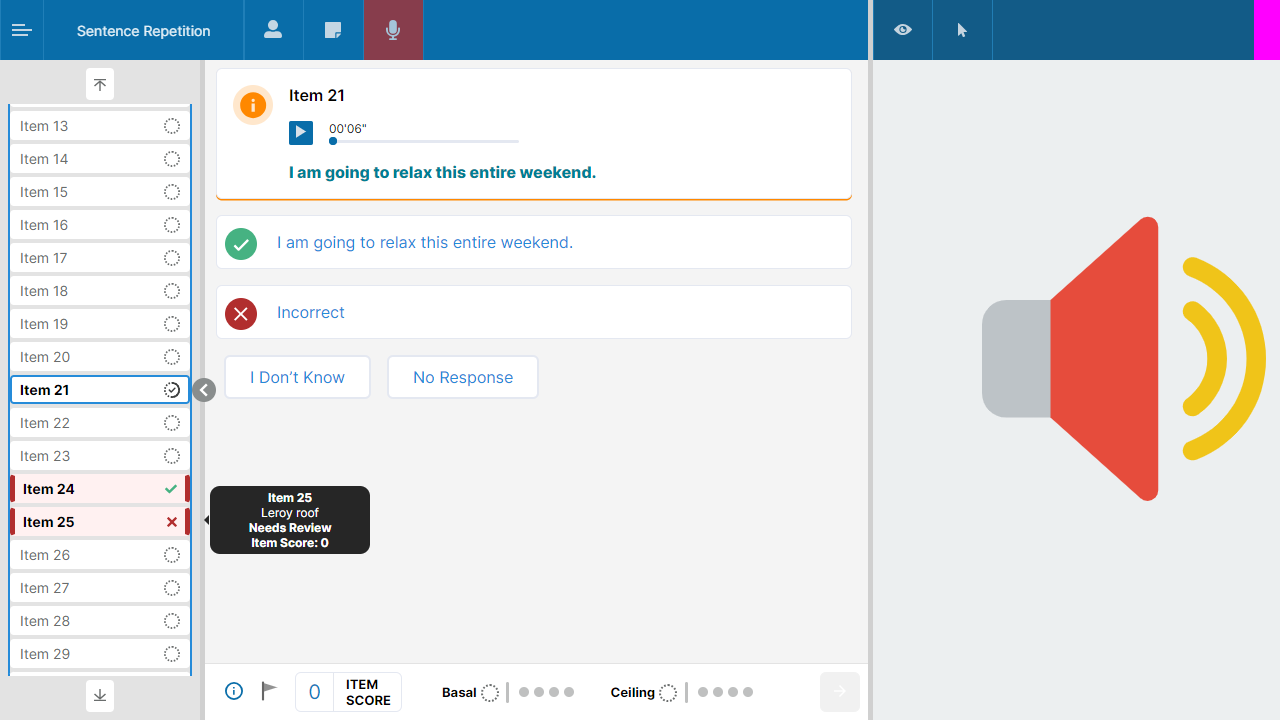 Sentence Repetition
Item 13
Item 14
Item 15
Item 16
Item 17
Item 18
Item 19
Item 20
Item 21
Item 22
Item 23
Item 24
Item 25
Item 26
Item 27
Item 28
Item 29
Item 21
00'06"
I am going to relax this entire weekend.
I am going to relax this entire weekend.
Incorrect
I Don’t Know
No Response
Item 25
Leroy roof
Needs Review
Item Score: 0
0
ITEM
SCORE
Basal
Ceiling